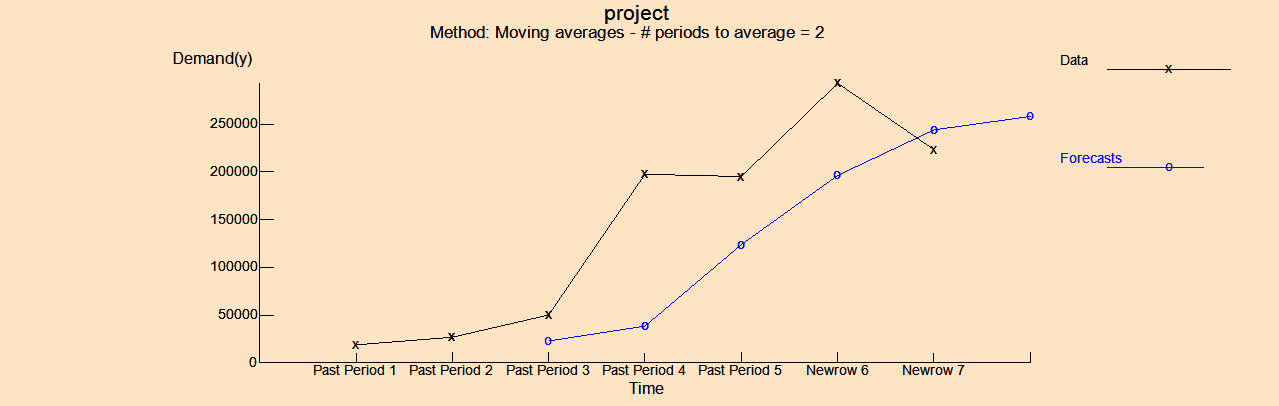 project
Method: Moving averages - # periods to average = 2
Demand(y)
Data
x
250000
Forecasts
o
200000
150000
100000
50000
0
Past Period 1 Past Period 2 Past Period 3 Past Period 4 Past Period 5 Newrow 6 Newrow 7
Time